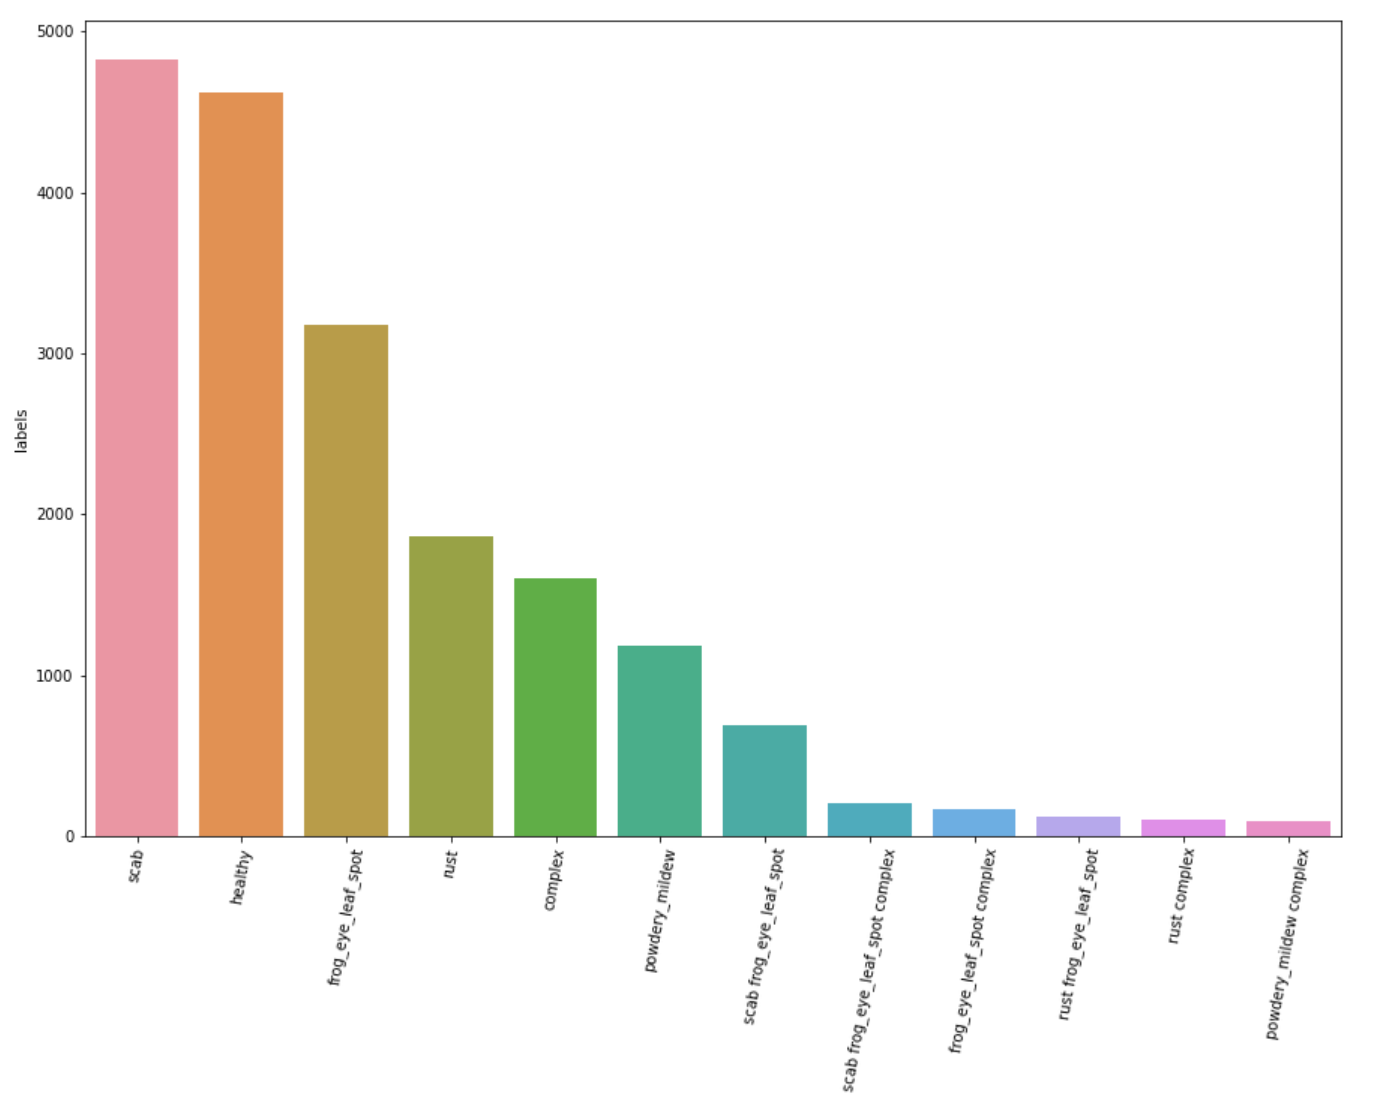 5000
4000
3000
2000
1000
0
labels
scab
healthy
frog_eye_leaf_spot
rust
complex
powdery_mildew
scab frog_eye_leaf_spot
scab frog_eye_leaf_spot complex
frog_eye_leaf_spot complex
rust frog_eye_leaf_spot
rust complex
powdery_mildew complex